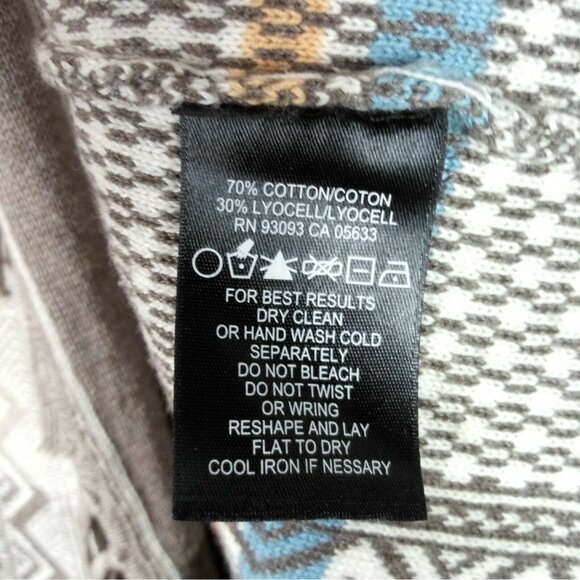 70% COTTON/COTON
30% LYOCELL/LYOCELL
RN 93093 CA 05633
FOR BEST RESULTS
DRY CLEAN
OR HAND WASH COLD
SEPARATELY
DO NOT BLEACH
DO NOT TWIST
OR WRING
RESHAPE AND LAY
FLAT TO DRY
COOL IRON IF NESSARY